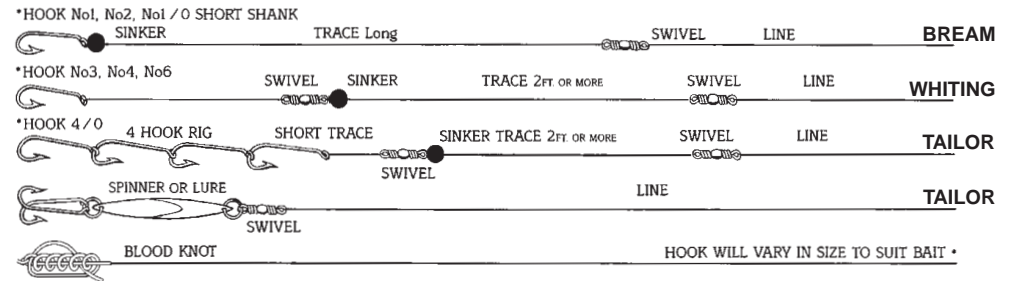 *HOOK No1, No2, No1/0 SHORT SHANK
SINKER TRACE Long SWIVEL LINE BREAM
*HOOK No3, No4, No6
SWIVEL SINKER TRACE 2FT. OR MORE SWIVEL LINE WHITING
*HOOK 4/0
4 HOOK RIG SHORT TRACE SINKER TRACE 2FT. OR MORE SWIVEL LINE TAILOR
SWIVEL
SPINNER OR LURE LINE TAILOR
SWIVEL
BLOOD KNOT HOOK WILL VARY IN SIZE TO SUIT BAIT *